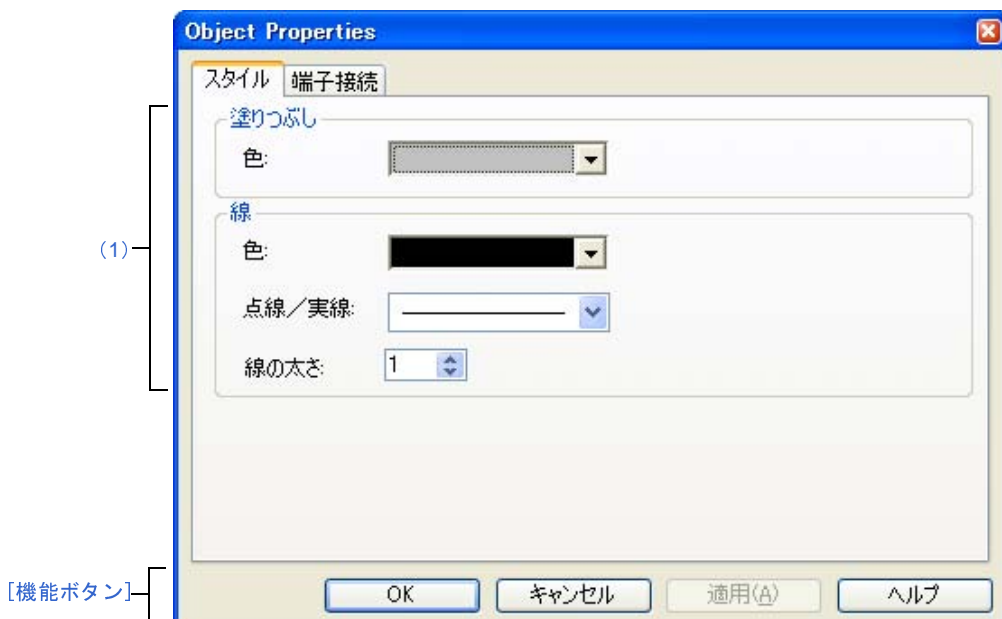 Object Properties
スタイル 端子接続
塗りつぶし
色:
線
(1)
色:
点線／実線:
線の太さ: 1
[機能ボタン]
OK キャンセル 適用(A) ヘルプ